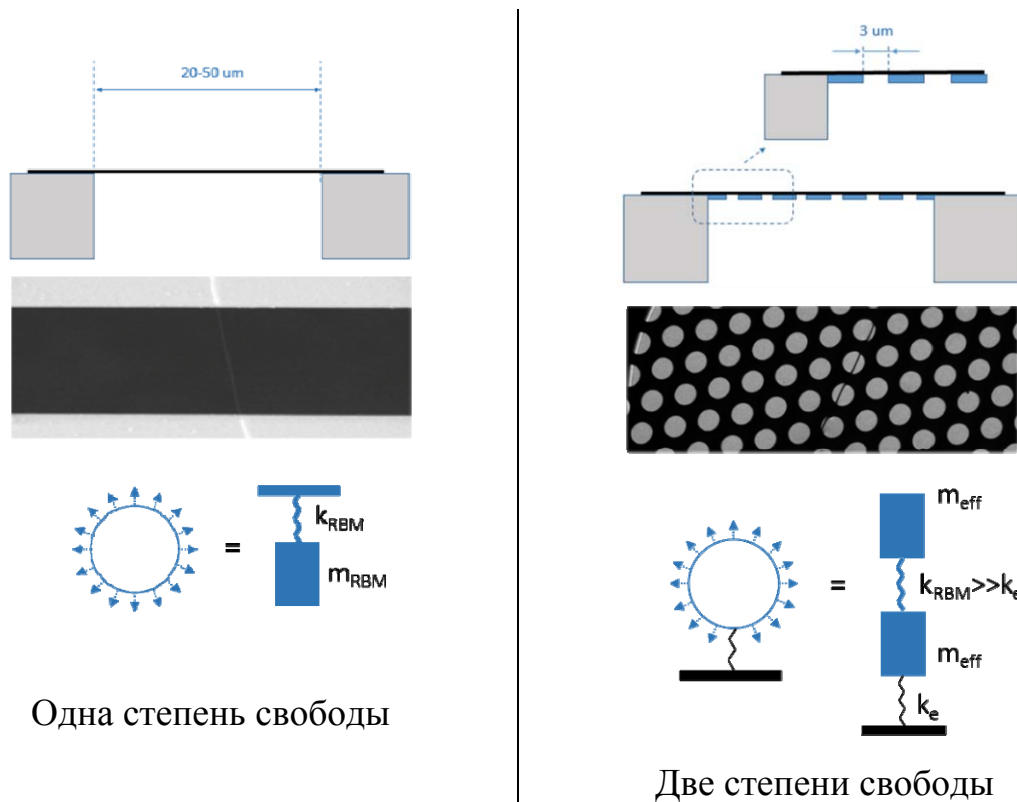 20-50 um
k_RBM
=
m_RBM
Одна степень свободы
3 um
m_eff
=
k_RBM>>k_e
m_eff
k_e
Две степени свободы